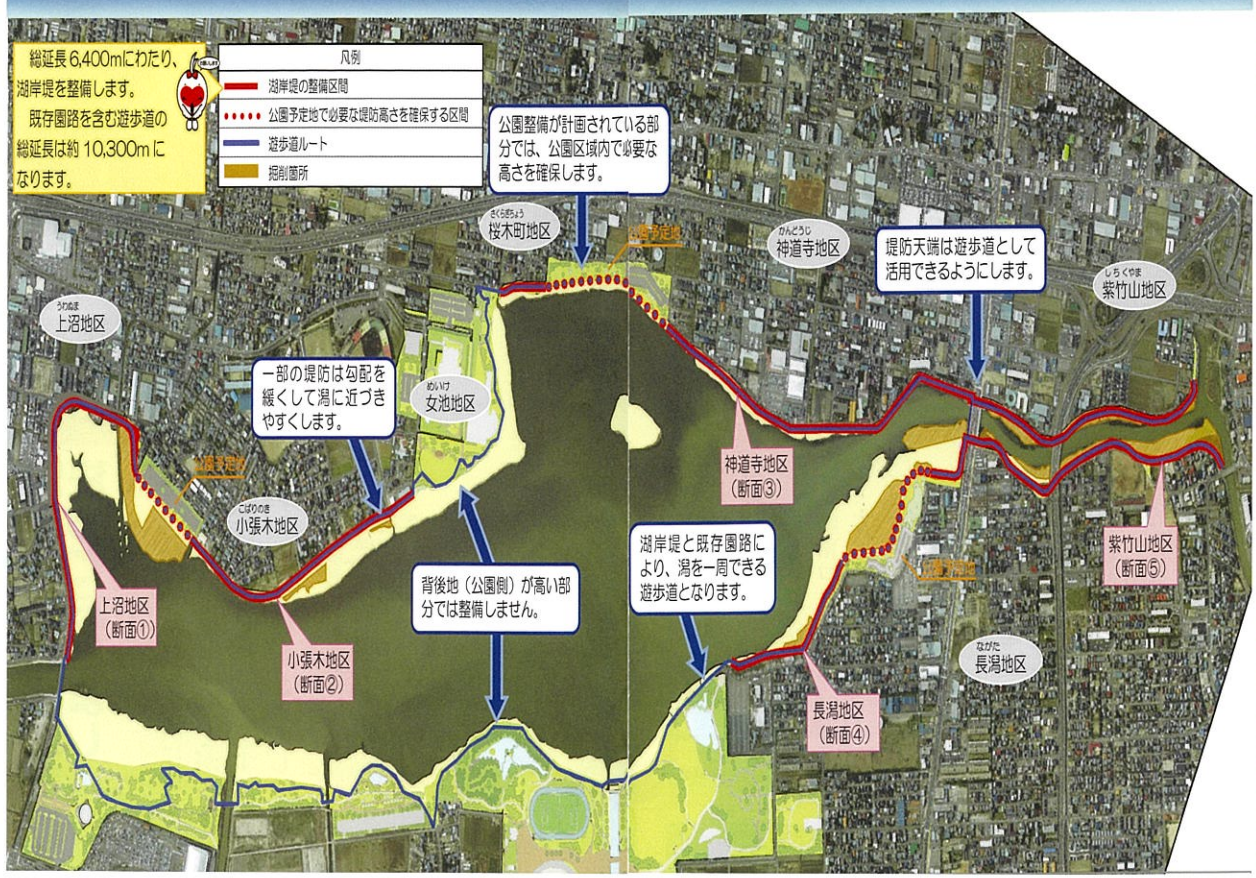 総延長6,400mにわたり、
湖岸堤を整備します。
既存園路を含む遊歩道の
総延長は約10,300mに
なります。
凡例
湖岸堤の整備区間
公園予定地で必要な堤防高さを確保する区間
遊歩道ルート
掘削箇所
公園整備が計画されている部
分では、公園区域内で必要な
高さを確保します。
さくらぎちょう
桜木町地区
公園予定地
かんどうじ
神道寺地区
堤防天端は遊歩道として
活用できるようにします。
しちくやま
紫竹山地区
うわぬま
上沼地区
一部の堤防は勾配を
緩くして潟に近づき
やすくします。
めいけ
女池地区
公園予定地
こばりのき
小張木地区
神道寺地区
(断面③)
湖岸堤と既存園路に
より、潟を一周できる
遊歩道となります。
公園予定地
紫竹山地区
(断面⑤)
背後地(公園側)が高い部
分では整備しません。
上沼地区
(断面①)
小張木地区
(断面②)
ながた
長潟地区
長潟地区
(断面④)